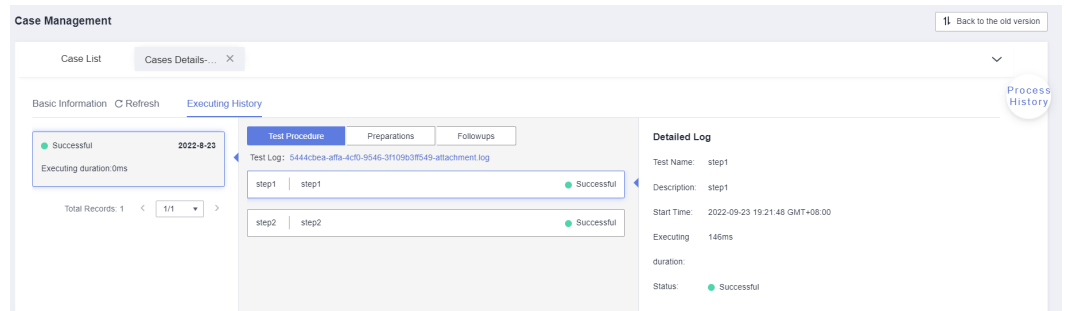 Case Management
Back to the old version
Case List
Cases Details-...
Process
History
Basic Information
Refresh
Executing History
Successful 2022-8-23
Executing duration:0ms
Total Records: 1
1/1
Test Procedure
Preparations
Followups
Test Log: 5444cbea-affa-4cf0-9546-3f109b3ff549-attachment.log
step1 step1 Successful
step2 step2 Successful
Detailed Log
Test Name: step1
Description: step1
Start Time: 2022-09-23 19:21:48 GMT+08:00
Executing 146ms
duration:
Status: Successful